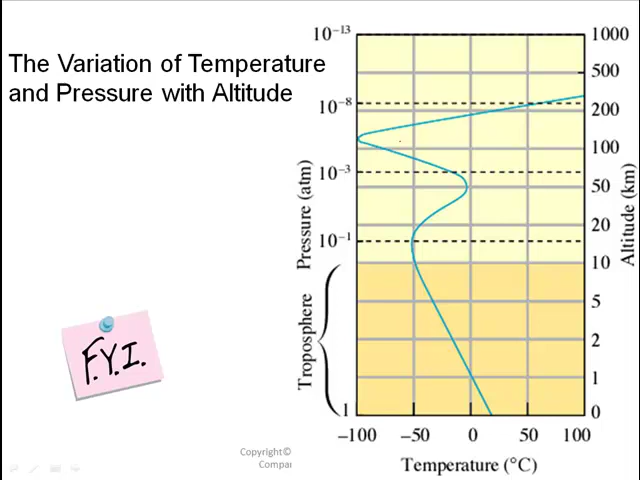 The Variation of Temperature
and Pressure with Altitude
10⁻¹³
10⁻⁸
10⁻³
10⁻¹
1
Pressure (atm)
Troposphere
1000
500
200
100
50
20
10
5
2
1
0
Altitude (km)
−100 −50 0 50 100
Temperature (°C)
F.Y.I.
Copyright©
Compar